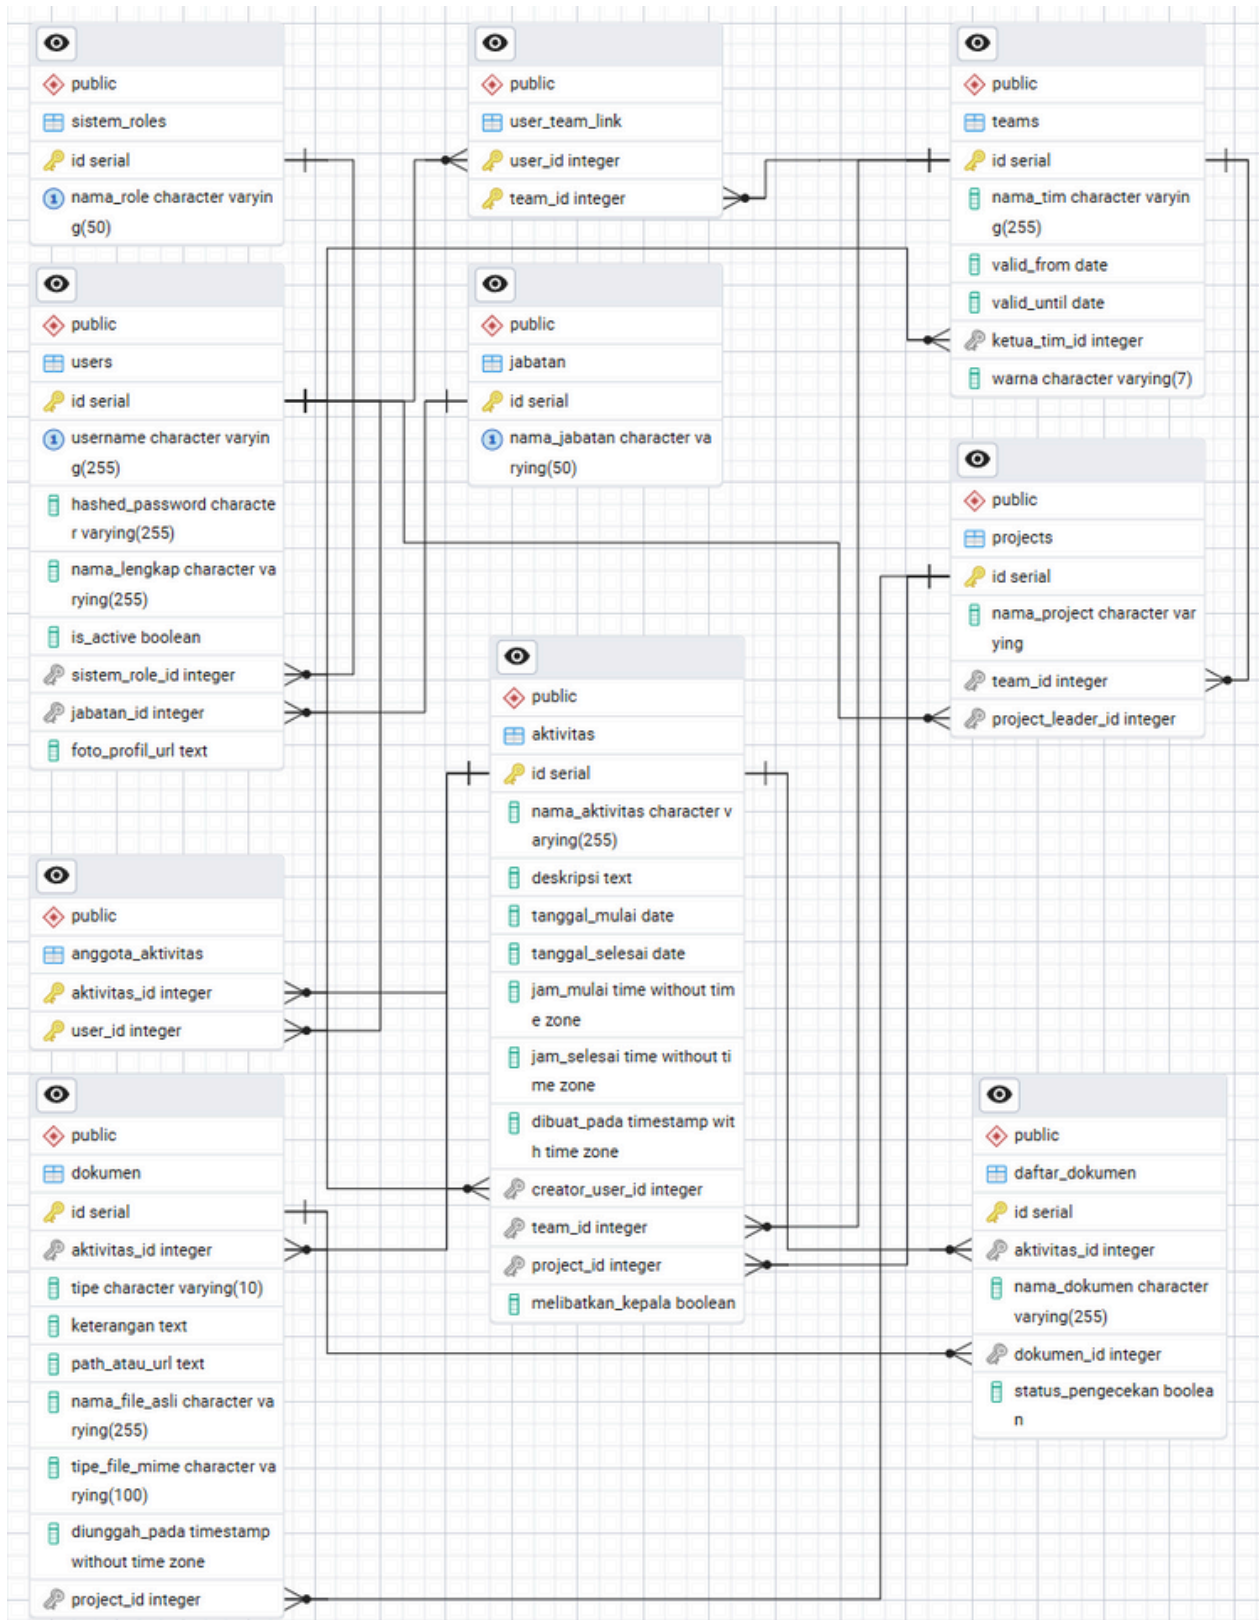 public
sistem_roles
id serial
nama_role character varyin
g(50)
public
users
id serial
username character varyin
g(255)
hashed_password characte
r varying(255)
nama_lengkap character va
rying(255)
is_active boolean
sistem_role_id integer
jabatan_id integer
foto_profil_url text
public
anggota_aktivitas
aktivitas_id integer
user_id integer
public
dokumen
id serial
aktivitas_id integer
tipe character varying(10)
keterangan text
path_atau_url text
nama_file_asli character va
rying(255)
tipe_file_mime character va
rying(100)
diunggah_pada timestamp
without time zone
project_id integer
public
user_team_link
user_id integer
team_id integer
public
jabatan
id serial
nama_jabatan character va
rying(50)
public
aktivitas
id serial
nama_aktivitas character v
arying(255)
deskripsi text
tanggal_mulai date
tanggal_selesai date
jam_mulai time without tim
e zone
jam_selesai time without ti
me zone
dibuat_pada timestamp wit
h time zone
creator_user_id integer
team_id integer
project_id integer
melibatkan_kepala boolean
public
teams
id serial
nama_tim character varyin
g(255)
valid_from date
valid_until date
ketua_tim_id integer
warna character varying(7)
public
projects
id serial
nama_project character var
ying
team_id integer
project_leader_id integer
public
daftar_dokumen
id serial
aktivitas_id integer
nama_dokumen character
varying(255)
dokumen_id integer
status_pengecekan boolea
n